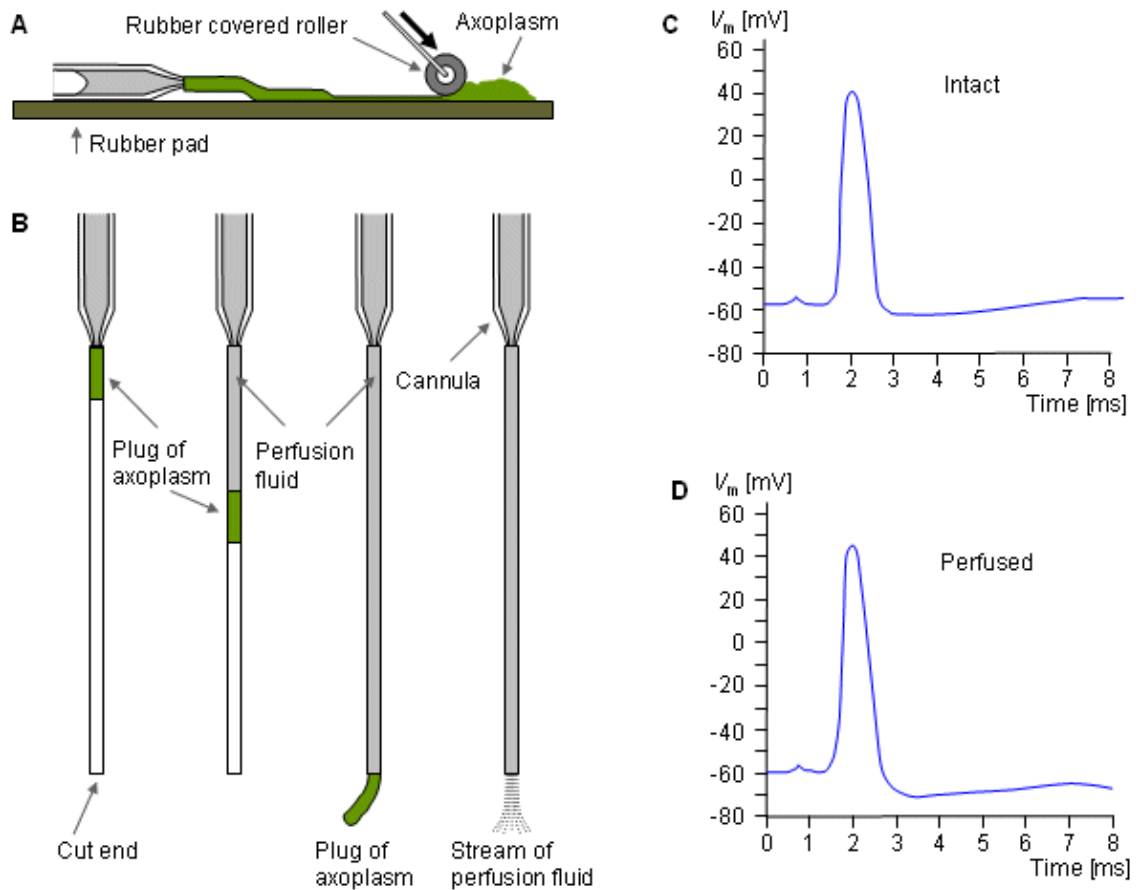 A
Rubber covered roller
Axoplasm
Rubber pad
B
Plug of
axoplasm
Perfusion
fluid
Cannula
Cut end
Plug of
axoplasm
Stream of
perfusion fluid
C
Vm [mV]
60
40
20
0
-20
-40
-60
-80
Intact
0 1 2 3 4 5 6 7 8
Time [ms]
D
Vm [mV]
60
40
20
0
-20
-40
-60
-80
Perfused
0 1 2 3 4 5 6 7 8
Time [ms]